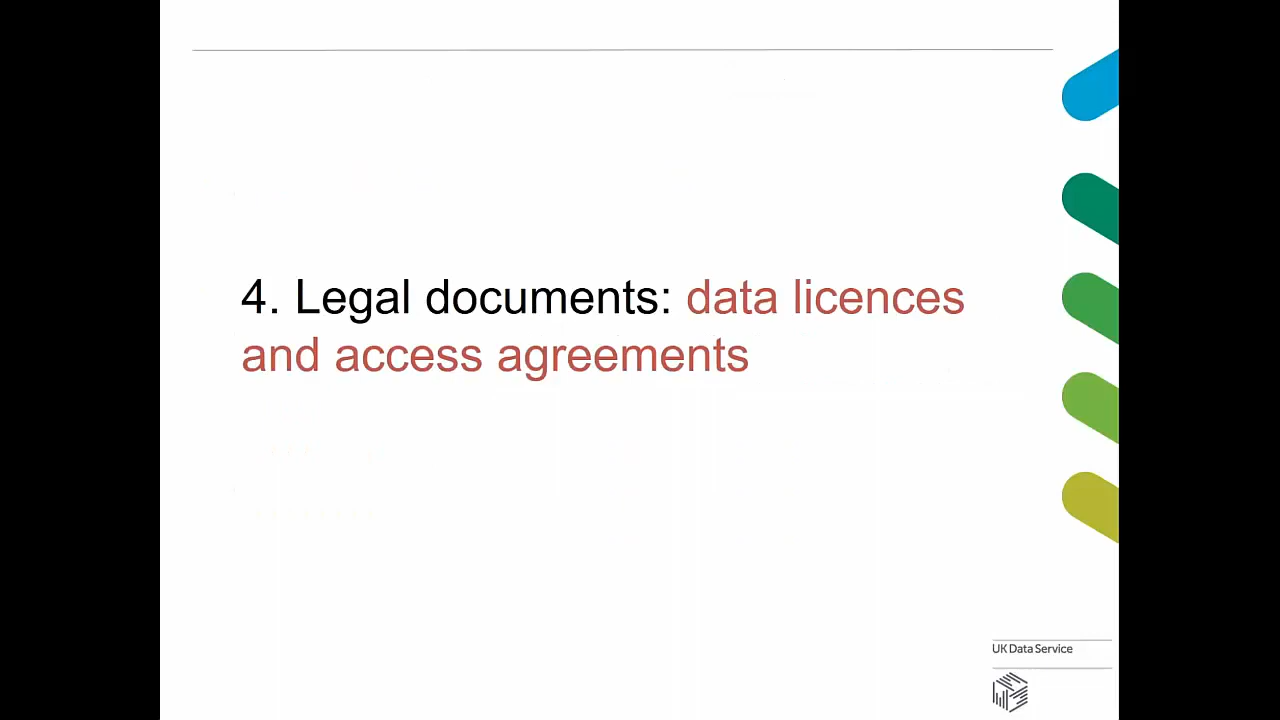 4. Legal documents: data licences
and access agreements
UK Data Service